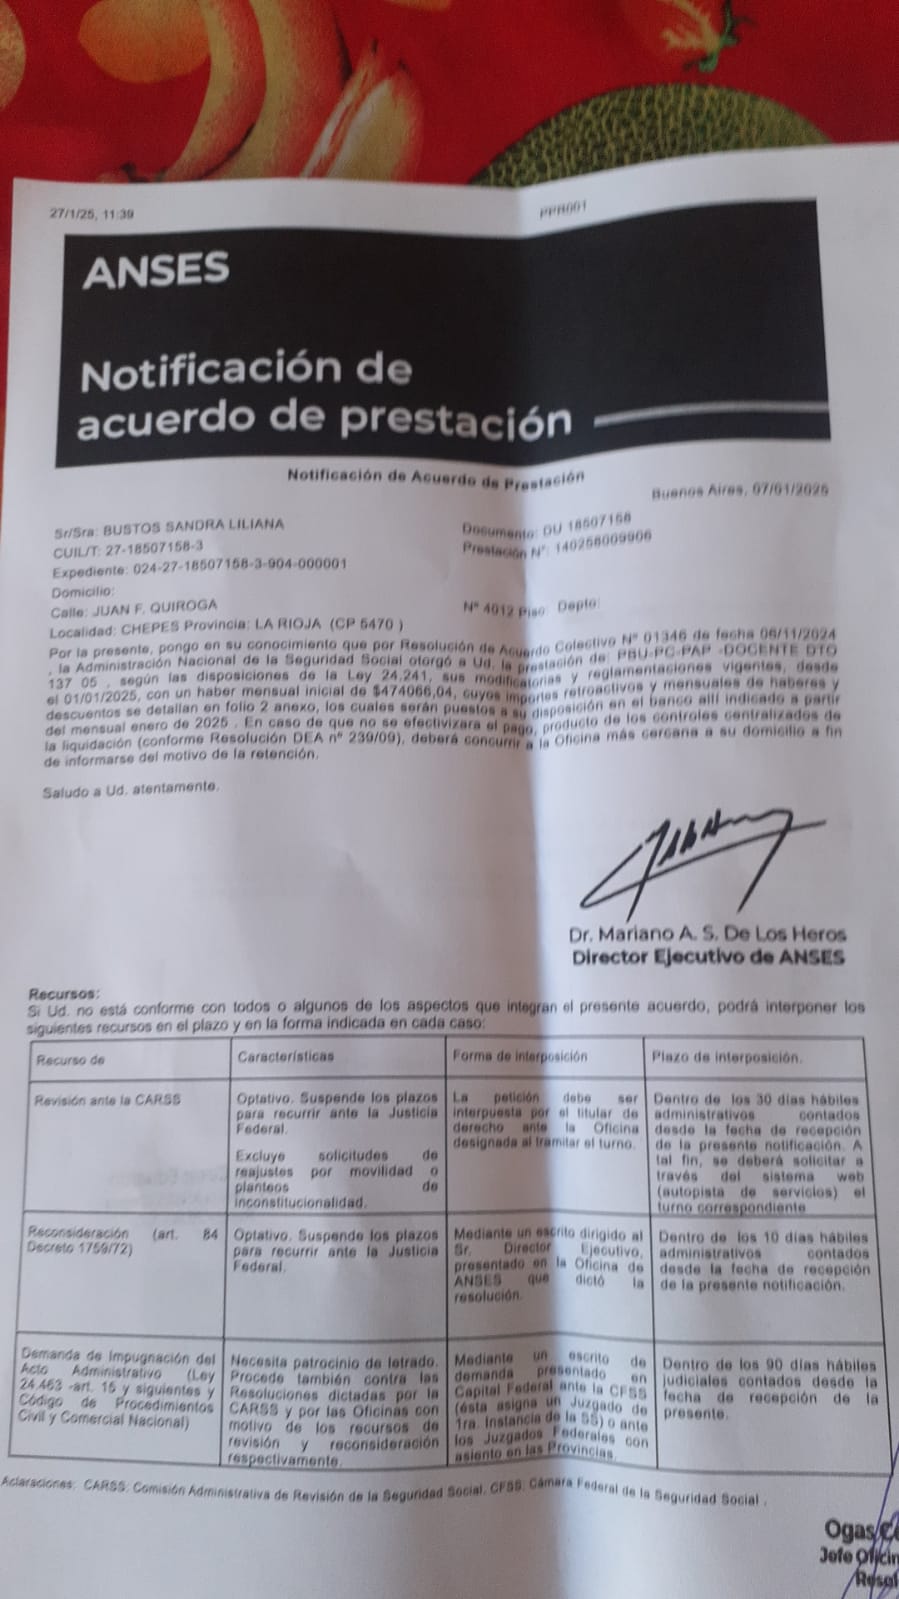 27/1/25, 11:39
PPB001
ANSES
Notificación de
acuerdo de prestación
Notificación de Acuerdo de Prestación
Buenos Aires, 07/01/2025
Sr/Sra: BUSTOS SANDRA LILIANA
Documento: DU 18507158
CUIL/T: 27-18507158-3
Prestación N°: 140258009906
Expediente: 024-27-18507158-3-904-000001
Domicilio:
Calle: JUAN F. QUIROGA
N° 4012 Piso: Depto:
Localidad: CHEPES Provincia: LA RIOJA (CP 5470 )
Por la presente, pongo en su conocimiento que por Resolución de Acuerdo Colectivo N° 01346 de fecha 06/11/2024
, la Administración Nacional de la Seguridad Social otorgó a Ud. la prestación de: PBU-PC-PAP -DOCENTE DTO
137 05 , según las disposiciones de la Ley 24.241, sus modificatorias y reglamentaciones vigentes, desde
el 01/01/2025, con un haber mensual inicial de $474066,04, cuyos importes retroactivos y mensuales de haberes y
descuentos se detallan en folio 2 anexo, los cuales serán puestos a su disposición en el banco allí indicado a partir
del mensual enero de 2025 . En caso de que no se efectivizara el pago, producto de los controles centralizados de
la liquidación (conforme Resolución DEA n° 239/09), deberá concurrir a la Oficina más cercana a su domicilio a fin
de informarse del motivo de la retención.
Saludo a Ud. atentamente.
Dr. Mariano A. S. De Los Heros
Director Ejecutivo de ANSES
Recursos:
Si Ud. no está conforme con todos o algunos de los aspectos que integran el presente acuerdo, podrá interponer los
siguientes recursos en el plazo y en la forma indicada en cada caso:
Recurso de
Características
Forma de interposición
Plazo de interposición.
Revisión ante la CARSS
Optativo. Suspende los plazos
para recurrir ante la Justicia
Federal.
Excluye solicitudes de
reajustes por movilidad o
planteos de
inconstitucionalidad.
La petición debe ser
interpuesta por el titular de
derecho ante la Oficina
designada al tramitar el turno.
Dentro de los 30 días hábiles
administrativos contados
desde la fecha de recepción
de la presente notificación. A
tal fin, se deberá solicitar a
través del sistema web
(autopista de servicios) el
turno correspondiente
Reconsideración (art. 84
Decreto 1759/72)
Optativo. Suspende los plazos
para recurrir ante la Justicia
Federal.
Mediante un escrito dirigido al
Sr. Director Ejecutivo,
presentado en la Oficina de
ANSES que dictó la
resolución.
Dentro de los 10 días hábiles
administrativos contados
desde la fecha de recepción
de la presente notificación.
Demanda de Impugnación del
Acto Administrativo (Ley
24.463 -art. 15 y siguientes y
Código de Procedimientos
Civil y Comercial Nacional)
Necesita patrocinio de letrado.
Procede también contra las
Resoluciones dictadas por la
CARSS y por las Oficinas con
motivo de los recursos de
revisión y reconsideración
respectivamente.
Mediante un escrito de
demanda presentado en
Capital Federal ante la CFSS
(ésta asigna un Juzgado de
1ra. Instancia de la SS) o ante
los Juzgados Federales con
asiento en las Provincias.
Dentro de los 90 días hábiles
judiciales contados desde la
fecha de recepción de la
presente.
Aclaraciones: CARSS: Comisión Administrativa de Revisión de la Seguridad Social. CFSS: Cámara Federal de la Seguridad Social .
Ogas
Jefe